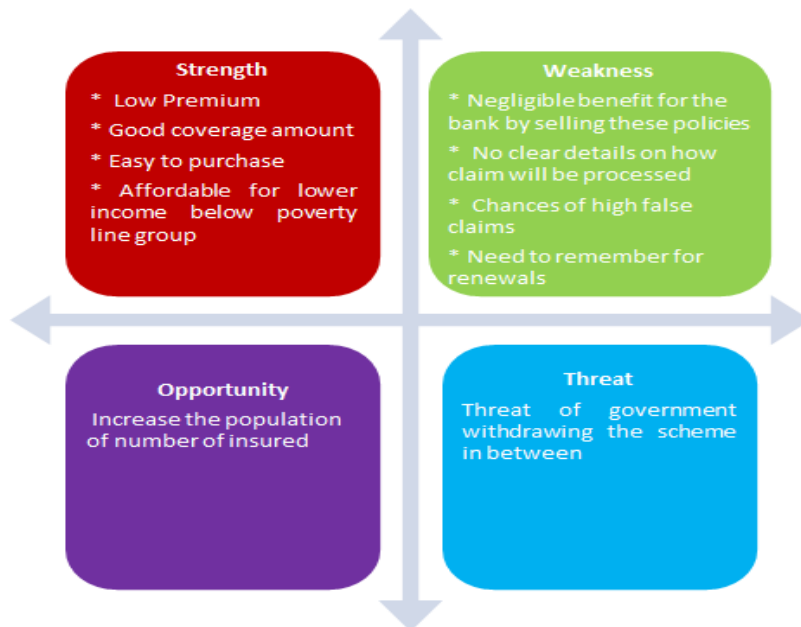 Strength
* Low Premium
* Good coverage amount
* Easy to purchase
* Affordable for lower
income below poverty
line group
Weakness
* Negligible benefit for the
bank by selling these policies
* No clear details on how
claim will be processed
* Chances of high false
claims
* Need to remember for
renewals
Opportunity
Increase the population
of number of insured
Threat
Threat of government
withdrawing the scheme
in between